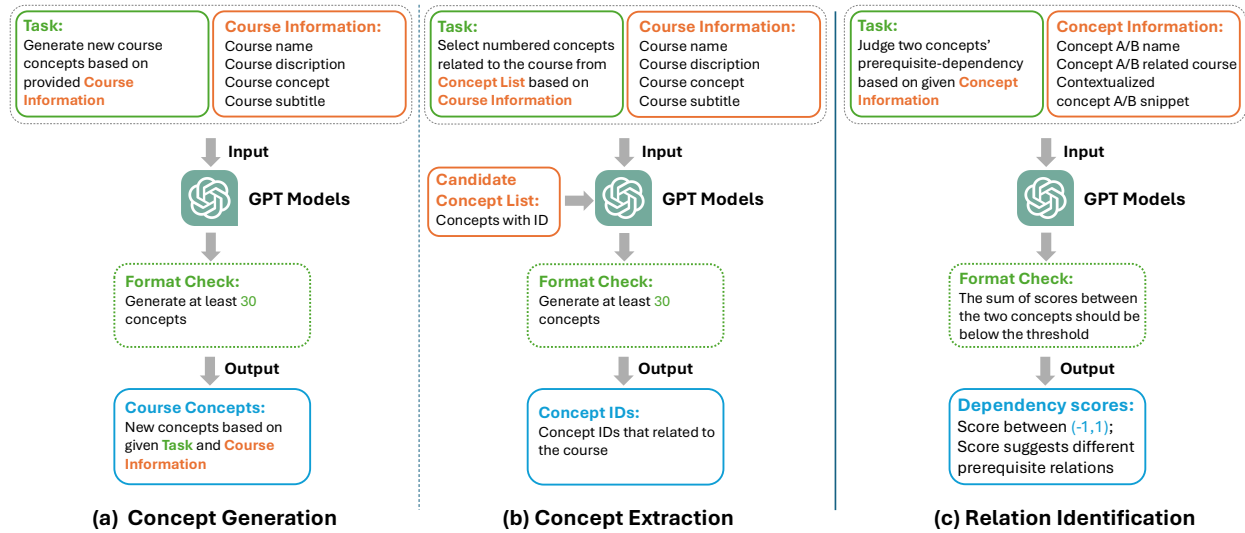 Task:
Generate new course
concepts based on
provided Course
Information
Course Information:
Course name
Course discription
Course concept
Course subtitle
Input
GPT Models
Format Check:
Generate at least 30
concepts
Output
Course Concepts:
New concepts based on
given Task and Course
Information
(a) Concept Generation
Task:
Select numbered concepts
related to the course from
Concept List based on
Course Information
Course Information:
Course name
Course discription
Course concept
Course subtitle
Input
Candidate
Concept List:
Concepts with ID
GPT Models
Format Check:
Generate at least 30
concepts
Output
Concept IDs:
Concept IDs that related to
the course
(b) Concept Extraction
Task:
Judge two concepts'
prerequisite-dependency
based on given Concept
Information
Concept Information:
Concept A/B name
Concept A/B related course
Contextualized
concept A/B snippet
Input
GPT Models
Format Check:
The sum of scores between
the two concepts should be
below the threshold
Output
Dependency scores:
Score between (-1,1);
Score suggests different
prerequisite relations
(c) Relation Identification